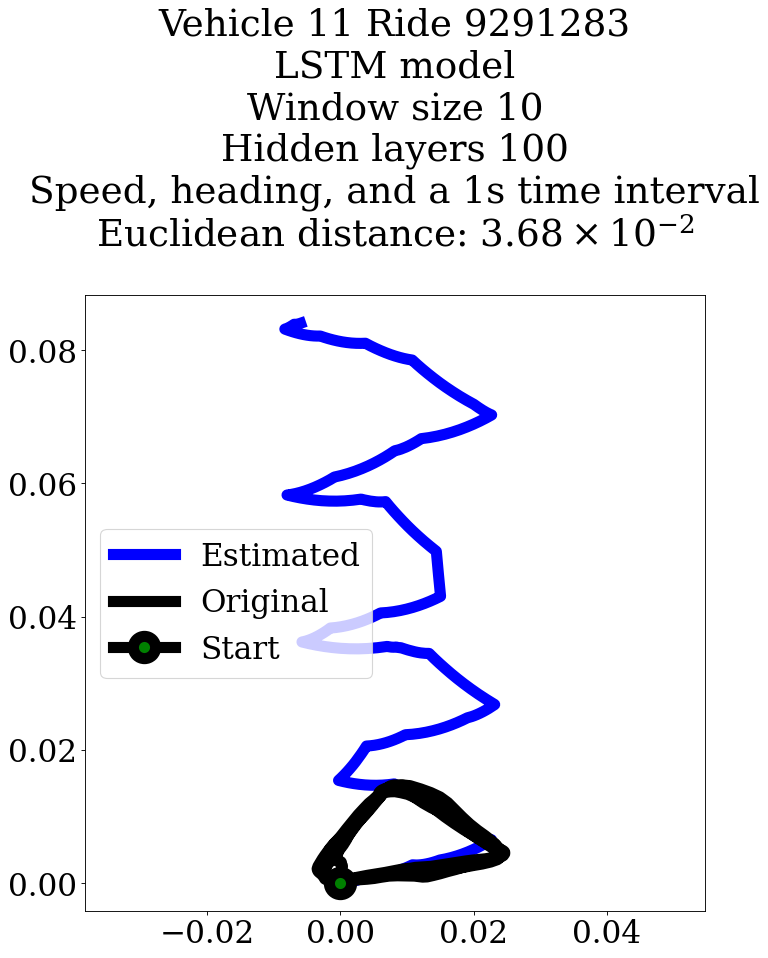 Vehicle 11 Ride 9291283
LSTM model
Window size 10
Hidden layers 100
Speed, heading, and a 1s time interval
Euclidean distance: 3.68 × 10⁻²
0.08
0.06
0.04
0.02
0.00
Estimated
Original
Start
−0.02 0.00 0.02 0.04